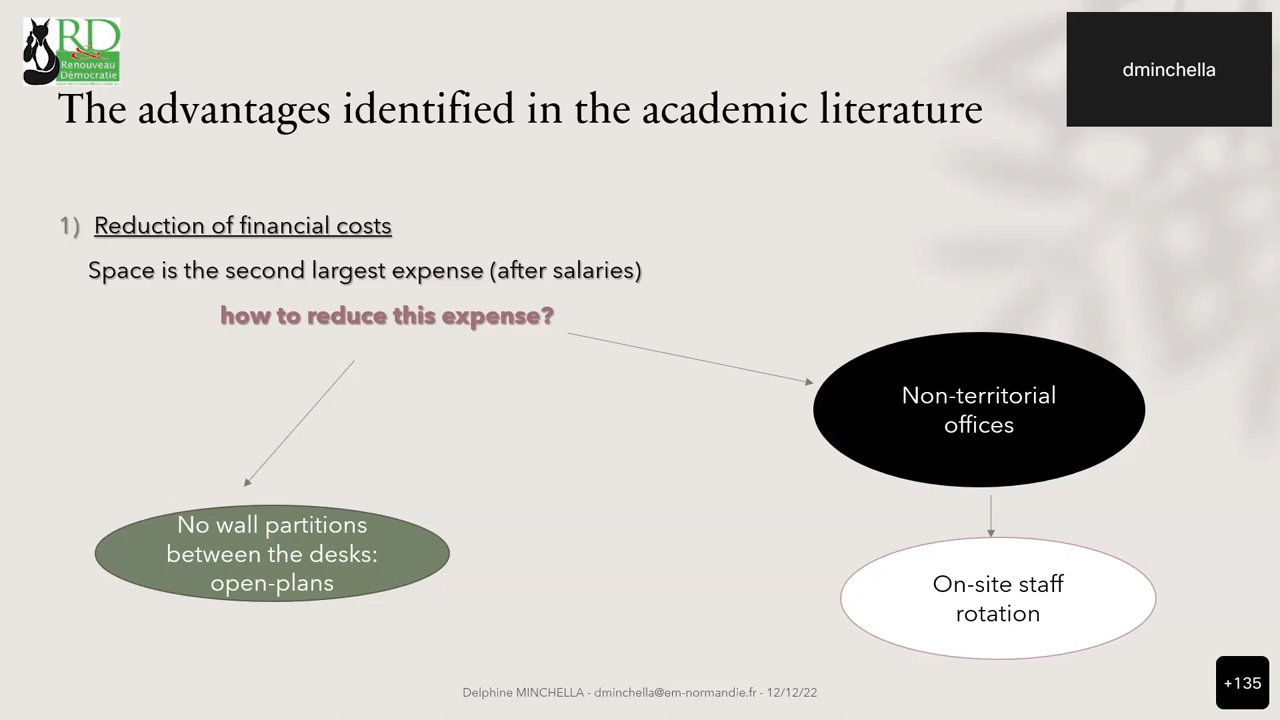 RD
Renouveau
Démocratie
dminchella
The advantages identified in the academic literature
1) Reduction of financial costs
Space is the second largest expense (after salaries)
how to reduce this expense?
Non-territorial
offices
No wall partitions
between the desks:
open-plans
On-site staff
rotation
Delphine MINCHELLA - dminchella@em-normandie.fr - 12/12/22
+135